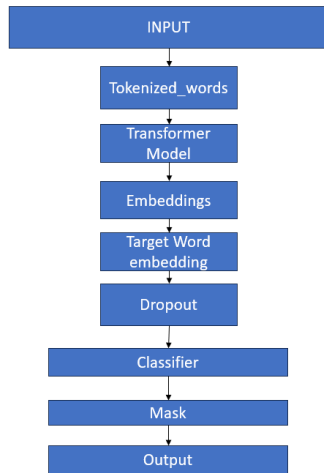 INPUT
Tokenized_words
Transformer
Model
Embeddings
Target Word
embedding
Dropout
Classifier
Mask
Output